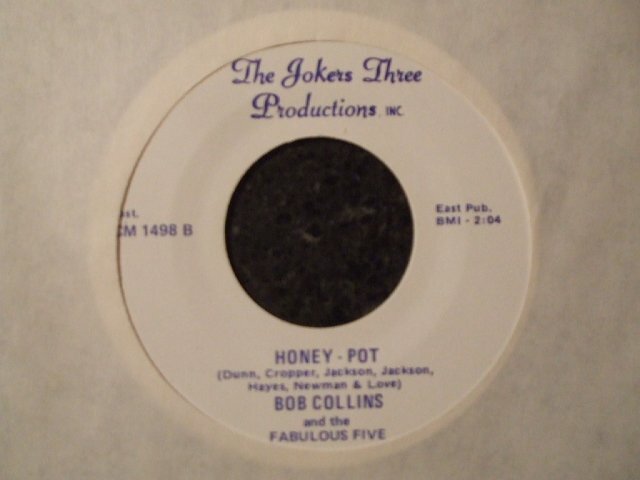 The Jokers Three
Productions, INC.
East Pub.
BMI - 2:04
1498 B
HONEY - POT
(Dunn, Cropper, Jackson, Jackson,
Hayes, Newman & Love)
BOB COLLINS
and the
FABULOUS FIVE